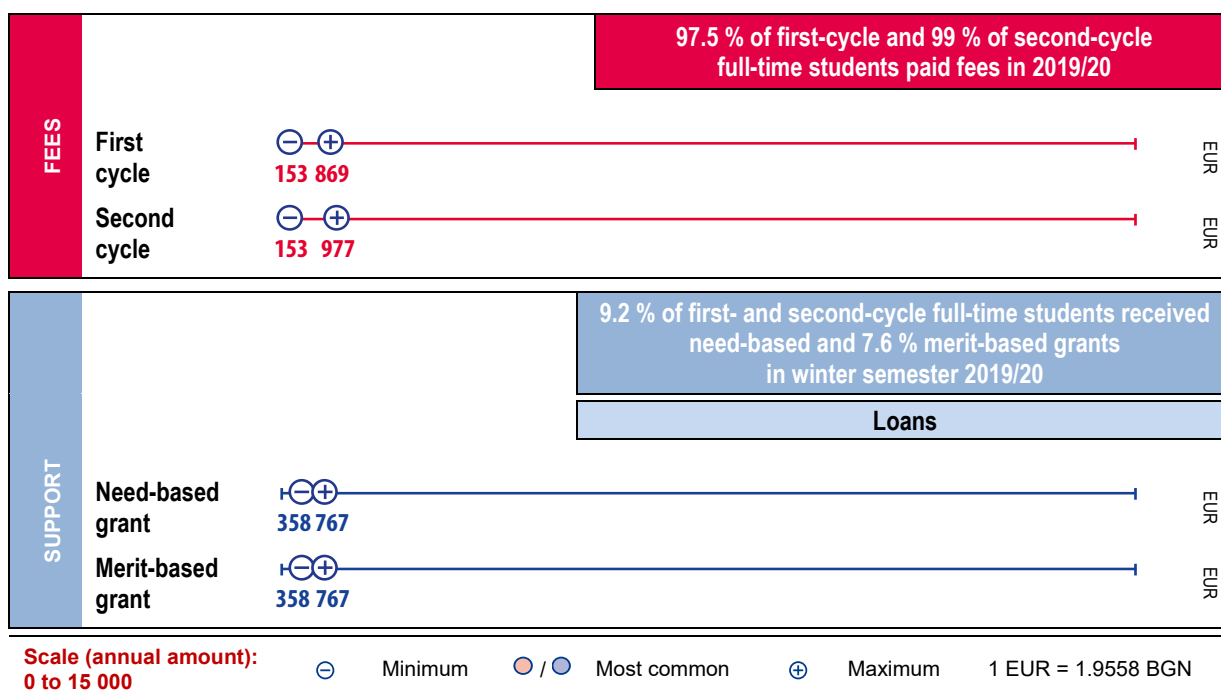 97.5 % of first-cycle and 99 % of second-cycle
full-time students paid fees in 2019/20
FEES
First
cycle
153 869
EUR
Second
cycle
153 977
EUR
9.2 % of first- and second-cycle full-time students received
need-based and 7.6 % merit-based grants
in winter semester 2019/20
Loans
SUPPORT
Need-based
grant
358 767
EUR
Merit-based
grant
358 767
EUR
Scale (annual amount):
0 to 15 000
Minimum / Most common Maximum 1 EUR = 1.9558 BGN